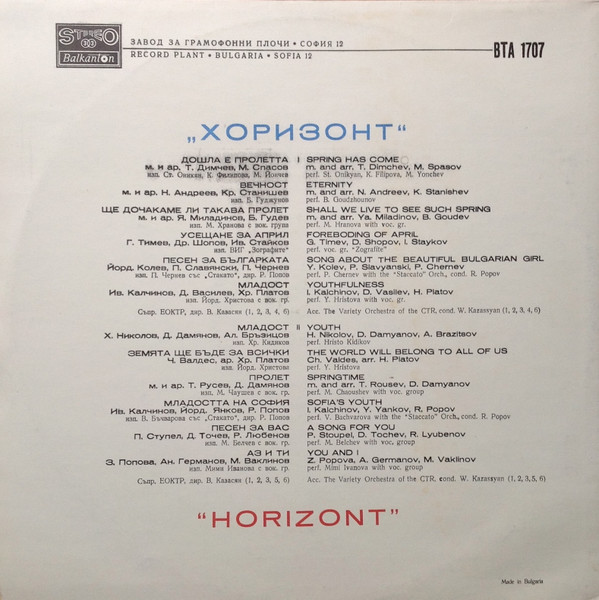 STEREO
33
Balkanton
ЗАВОД ЗА ГРАМОФОННИ ПЛОЧИ • СОФИЯ 12
RECORD PLANT • BULGARIA • SOFIA 12
ВТА 1707
„ХОРИЗОНТ“
ДОШЛА Е ПРОЛЕТТА I SPRING HAS COME
м. и ар. Т. Димчев, М. Спасов m. and arr. T. Dimchev, M. Spasov
изп. Ст. Оникян, К. Филипова, М. Йончев perf. St. Onikyan, K. Filipova, M. Yonchev
ВЕЧНОСТ ETERNITY
м. и ар. Н. Андреев, Кр. Станишев m. and arr. N. Andreev, K. Stanishev
изп. Б. Гуджунов perf. B. Goudzhounov
ЩЕ ДОЧАКАМЕ ЛИ ТАКАВА ПРОЛЕТ SHALL WE LIVE TO SEE SUCH SPRING
м. и ар. Я. Миладинов, Б. Гудев m. and arr. Ya. Miladinov, B. Goudev
изп. М. Хранова с вок. група perf. M. Hranova with voc. gr.
УСЕЩАНЕ ЗА АПРИЛ FOREBODING OF APRIL
Г. Тимев, Др. Шопов, Ив. Стайков G. Timev, D. Shopov, I. Staykov
изп. ВИГ „Зографите“ perf. voc. gr. "Zografite"
ПЕСЕН ЗА БЪЛГАРКАТА SONG ABOUT THE BEAUTIFUL BULGARIAN GIRL
Йорд. Колев, П. Славянски, П. Чернев Y. Kolev, P. Slavyanski, P. Chernev
изп. П. Чернев със „Стакато“, дир. Р. Попов perf. P. Chernev with the "Staccato" Orch., cond. R. Popov
МЛАДОСТ YOUTHFULNESS
Ив. Калчинов, Д. Василев, Хр. Платов I. Kalchinov, D. Vasilev, H. Platov
изп. Йорд. Христова с вок. гр. perf. Y. Hristova with voc. gr.
Съпр. ЕОКТР, дир. В. Казасян (1, 2, 3, 4, 6) Acc. The Variety Orchestra of the CTR, cond. W. Kazassyan (1, 2, 3, 4, 6)
МЛАДОСТ II YOUTH
Х. Николов, Д. Дамянов, Ал. Бръзицов H. Nikolov, D. Damyanov, A. Brazitsov
изп. Хр. Кидиков perf. Hristo Kidikov
ЗЕМЯТА ЩЕ БЪДЕ ЗА ВСИЧКИ THE WORLD WILL BELONG TO ALL OF US
Ч. Валдес, ар. Хр. Платов Ch. Valdes, arr. H. Platov
изп. Йорд. Христова perf. Y. Hristova
ПРОЛЕТ SPRINGTIME
м. и ар. Т. Русев, Д. Дамянов m. and arr. T. Rousev, D. Damyanov
изп. М. Чаушев с вок. гр. perf. M. Chaoushev with voc. gr.
МЛАДОСТТА НА СОФИЯ SOFIA'S YOUTH
Ив. Калчинов, Йорд. Янков, Р. Попов I. Kalchinov, Y. Yankov, R. Popov
изп. В. Бъчварова със „Стакато“, дир. Р. Попов perf. V. Buchvarova with the "Staccato" Orch., cond. R. Popov
ПЕСЕН ЗА ВАС A SONG FOR YOU
П. Ступел, Д. Точев, Р. Любенов P. Stoupel, D. Tochev, R. Lyubenov
изп. М. Белчев с вок. гр. perf. M. Belchev with voc. group
АЗ И ТИ YOU AND I
З. Попова, Ан. Германов, М. Ваклинов Z. Popova, A. Germanov, M. Vaklinov
изп. Мими Иванова с вок. гр. perf. Mimi Ivanova with voc. group
Съпр. ЕОКТР, дир. В. Казасян (1, 2, 3, 5, 6) Acc. The Variety Orchestra of the CTR, cond. W. Kazassyan (1, 2, 3, 5, 6)
"HORIZONT"
Made in Bulgaria